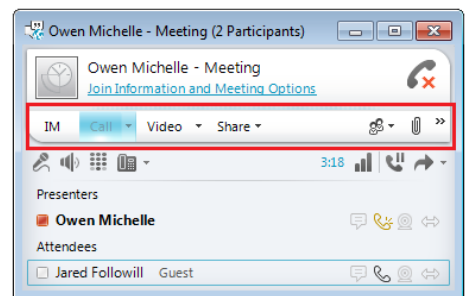 Owen Michelle - Meeting (2 Participants)
Owen Michelle - Meeting
Join Information and Meeting Options
IM Call Video Share
3:18
Presenters
Owen Michelle
Attendees
Jared Followill Guest